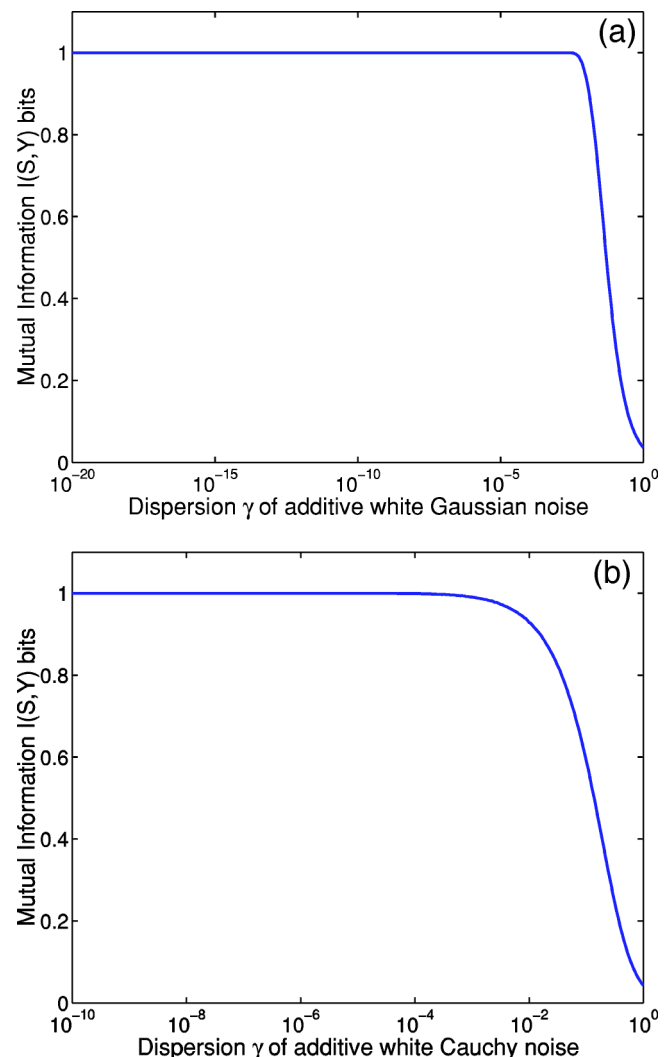 (a)
Mutual Information I(S,Y) bits
1
0.8
0.6
0.4
0.2
0
10^-20 10^-15 10^-10 10^-5 10^0
Dispersion γ of additive white Gaussian noise
(b)
Mutual Information I(S,Y) bits
1
0.8
0.6
0.4
0.2
0
10^-10 10^-8 10^-6 10^-4 10^-2 10^0
Dispersion γ of additive white Cauchy noise